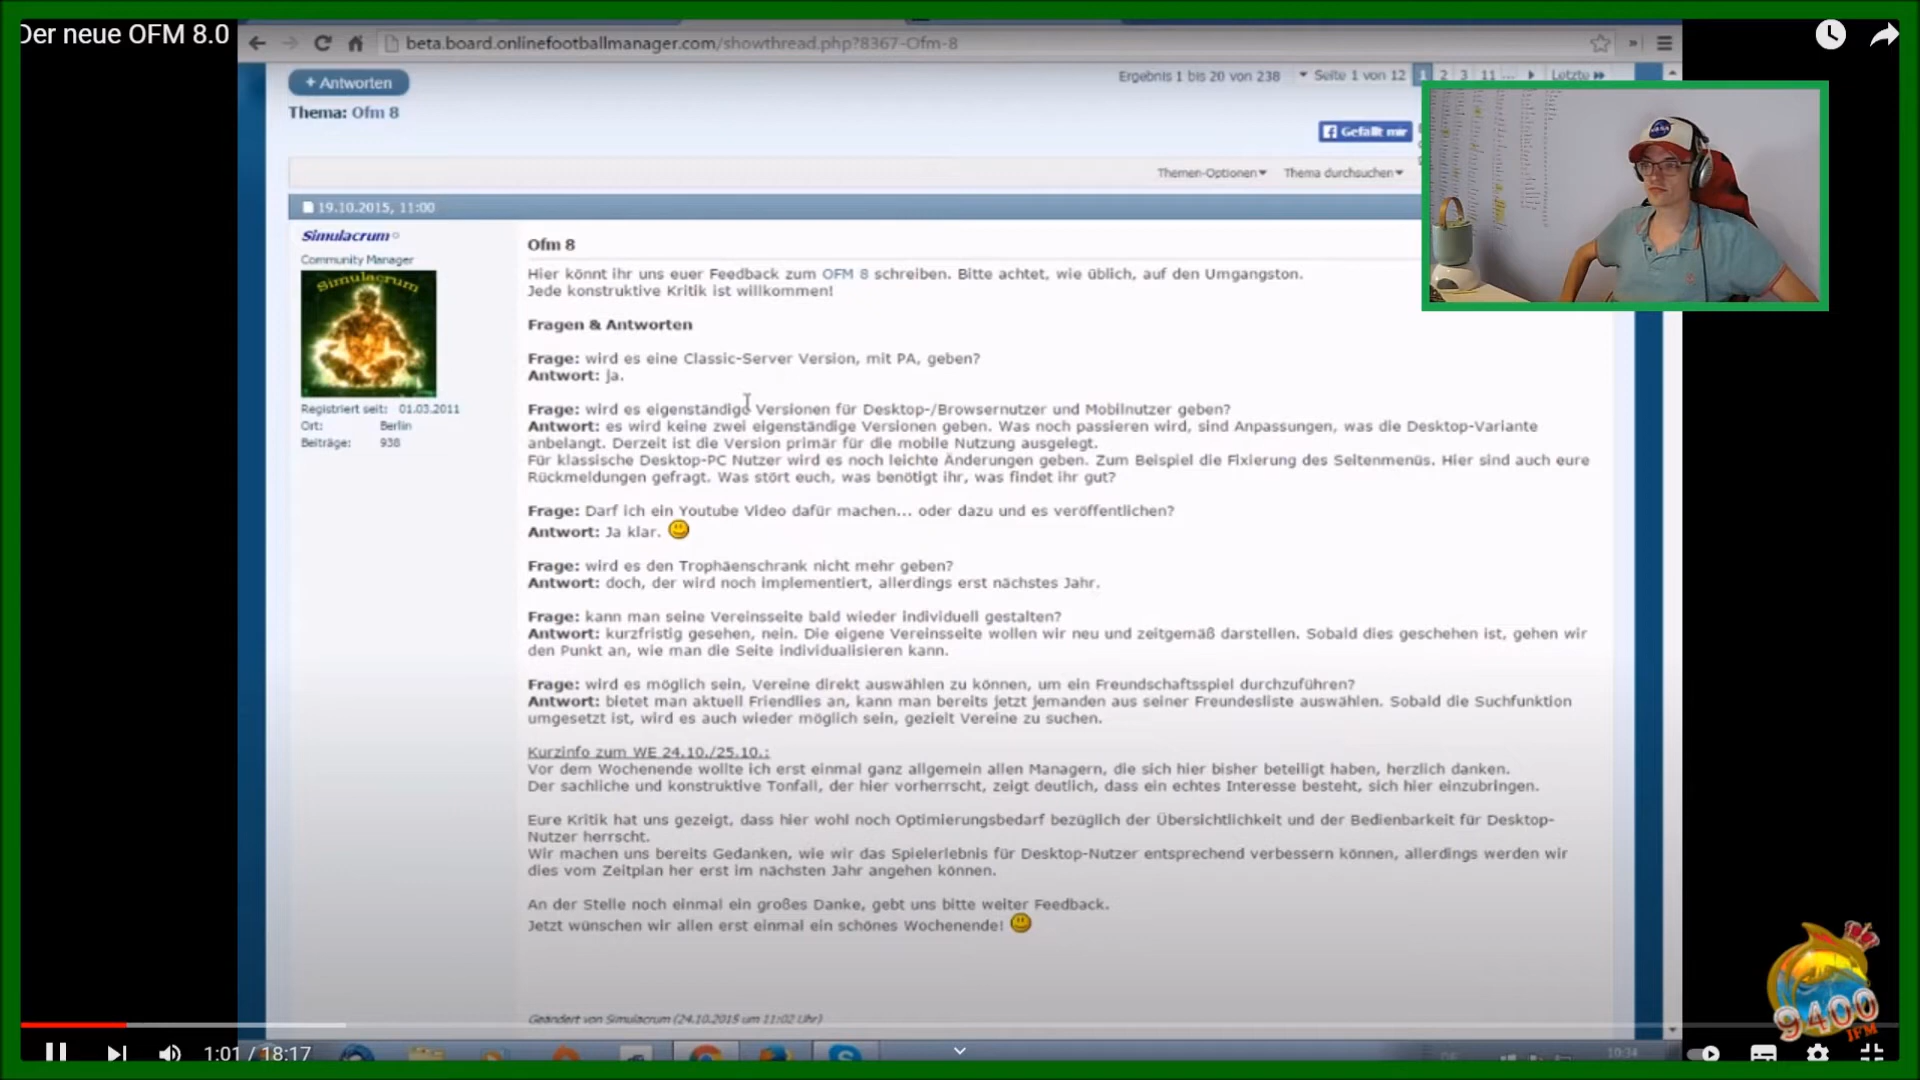 Der neue OFM 8.0
beta.board.onlinefootballmanager.com/showthread.php?8367-Ofm-8
+ Antworten
Ergebnis 1 bis 20 von 238
Seite 1 von 12 1 2 3 11 ... Letzte
Thema: Ofm 8
Gefällt mir
NASA
Themen-Optionen
Thema durchsuchen
19.10.2015, 11:00
Simulacrum
Community Manager
Simulacrum
Registriert seit: 01.03.2011
Ort: Berlin
Beiträge: 938
Ofm 8
Hier könnt ihr uns euer Feedback zum OFM 8 schreiben. Bitte achtet, wie üblich, auf den Umgangston.
Jede konstruktive Kritik ist willkommen!
Fragen & Antworten
Frage: wird es eine Classic-Server Version, mit PA, geben?
Antwort: ja.
Frage: wird es eigenständige Versionen für Desktop-/Browsernutzer und Mobilnutzer geben?
Antwort: es wird keine zwei eigenständige Versionen geben. Was noch passieren wird, sind Anpassungen, was die Desktop-Variante
anbelangt. Derzeit ist die Version primär für die mobile Nutzung ausgelegt.
Für klassische Desktop-PC Nutzer wird es noch leichte Änderungen geben. Zum Beispiel die Fixierung des Seitenmenüs. Hier sind auch eure
Rückmeldungen gefragt. Was stört euch, was benötigt ihr, was findet ihr gut?
Frage: Darf ich ein Youtube Video dafür machen... oder dazu und es veröffentlichen?
Antwort: Ja klar.
Frage: wird es den Trophäenschrank nicht mehr geben?
Antwort: doch, der wird noch implementiert, allerdings erst nächstes Jahr.
Frage: kann man seine Vereinsseite bald wieder individuell gestalten?
Antwort: kurzfristig gesehen, nein. Die eigene Vereinsseite wollen wir neu und zeitgemäß darstellen. Sobald dies geschehen ist, gehen wir
den Punkt an, wie man die Seite individualisieren kann.
Frage: wird es möglich sein, Vereine direkt auswählen zu können, um ein Freundschaftsspiel durchzuführen?
Antwort: bietet man aktuell Friendlies an, kann man bereits jetzt jemanden aus seiner Freundesliste auswählen. Sobald die Suchfunktion
umgesetzt ist, wird es auch wieder möglich sein, gezielt Vereine zu suchen.
Kurzinfo zum WE 24.10./25.10.:
Vor dem Wochenende wollte ich erst einmal ganz allgemein allen Managern, die sich hier bisher beteiligt haben, herzlich danken.
Der sachliche und konstruktive Tonfall, der hier vorherrscht, zeigt deutlich, dass ein echtes Interesse besteht, sich hier einzubringen.
Eure Kritik hat uns gezeigt, dass hier wohl noch Optimierungsbedarf bezüglich der Übersichtlichkeit und der Bedienbarkeit für Desktop-
Nutzer herrscht.
Wir machen uns bereits Gedanken, wie wir das Spielerlebnis für Desktop-Nutzer entsprechend verbessern können, allerdings werden wir
dies vom Zeitplan her erst im nächsten Jahr angehen können.
An der Stelle noch einmal ein großes Danke, gebt uns bitte weiter Feedback.
Jetzt wünschen wir allen erst einmal ein schönes Wochenende!
Geändert von Simulacrum (24.10.2015 um 11:02 Uhr)
9400
JFM
1:01 / 18:17
10:34